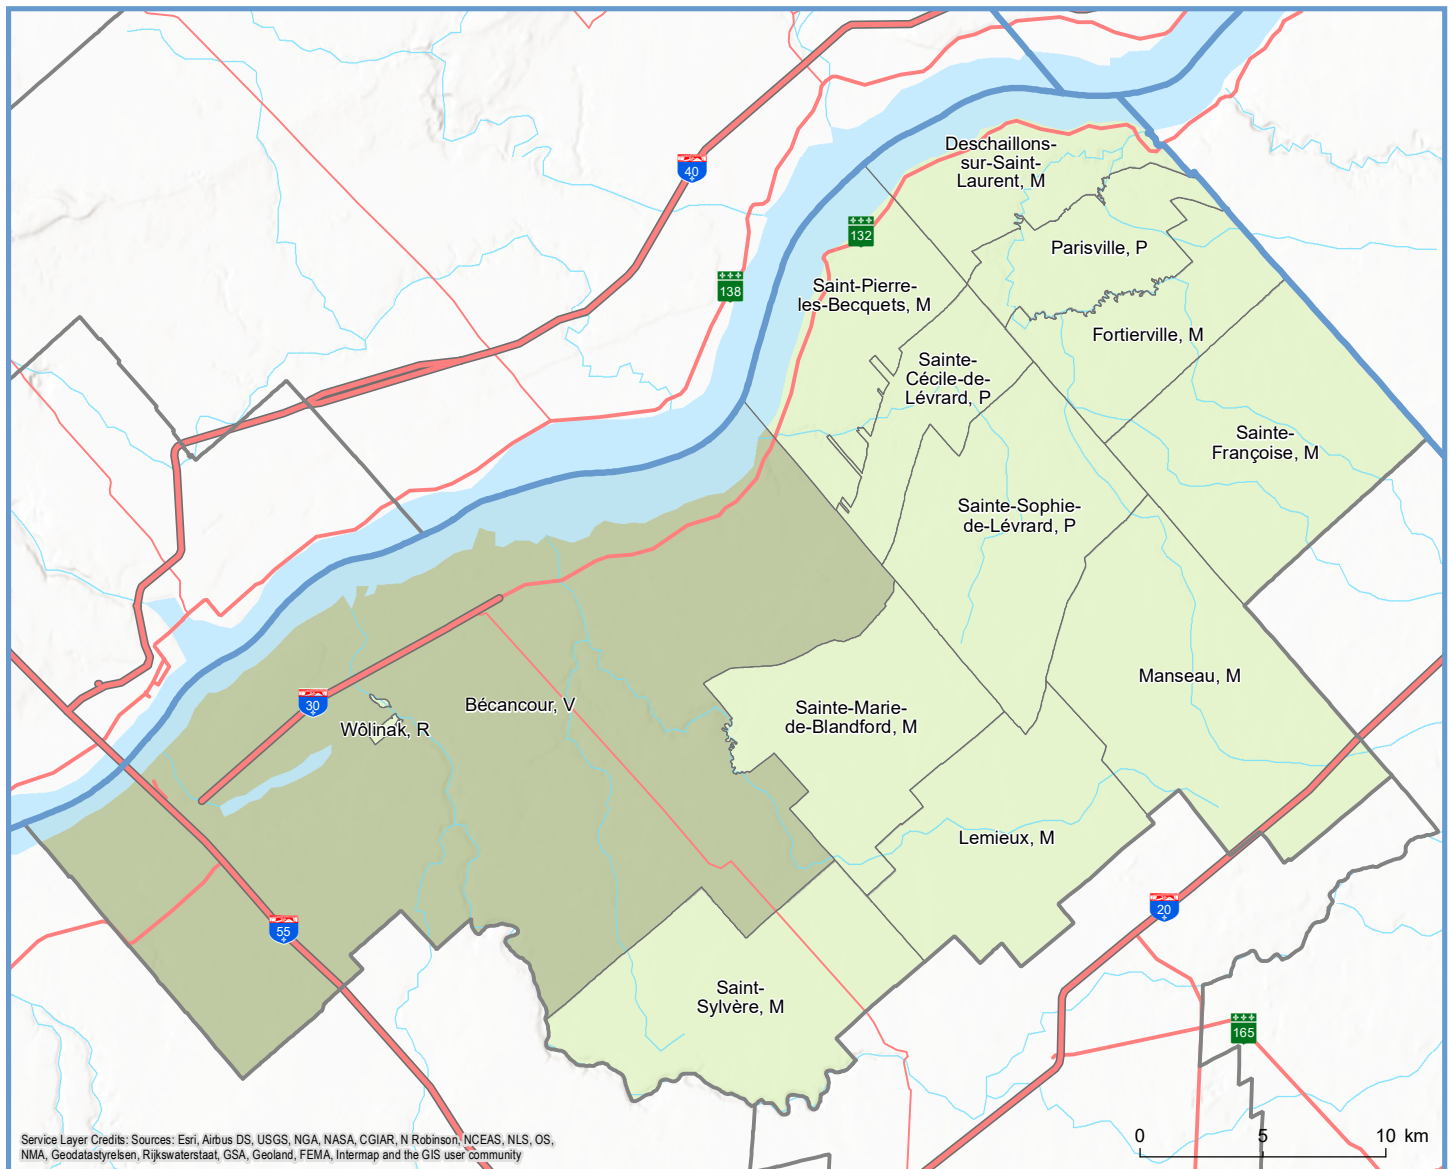 Deschaillons-
sur-Saint-
Laurent, M
40
132
Parisville, P
138
Saint-Pierre-
les-Becquets, M
Fortierville, M
Sainte-
Cécile-de-
Lévrard, P
Sainte-
Françoise, M
Sainte-Sophie-
de-Lévrard, P
Manseau, M
30
Bécancour, V
Wôlinak, R
Sainte-Marie-
de-Blandford, M
Lemieux, M
20
55
Saint-
Sylvère, M
165
0 5 10 km
Service Layer Credits: Sources: Esri, Airbus DS, USGS, NGA, NASA, CGIAR, N Robinson, NCEAS, NLS, OS,
NMA, Geodatastyrelsen, Rijkswaterstaat, GSA, Geoland, FEMA, Intermap and the GIS user community